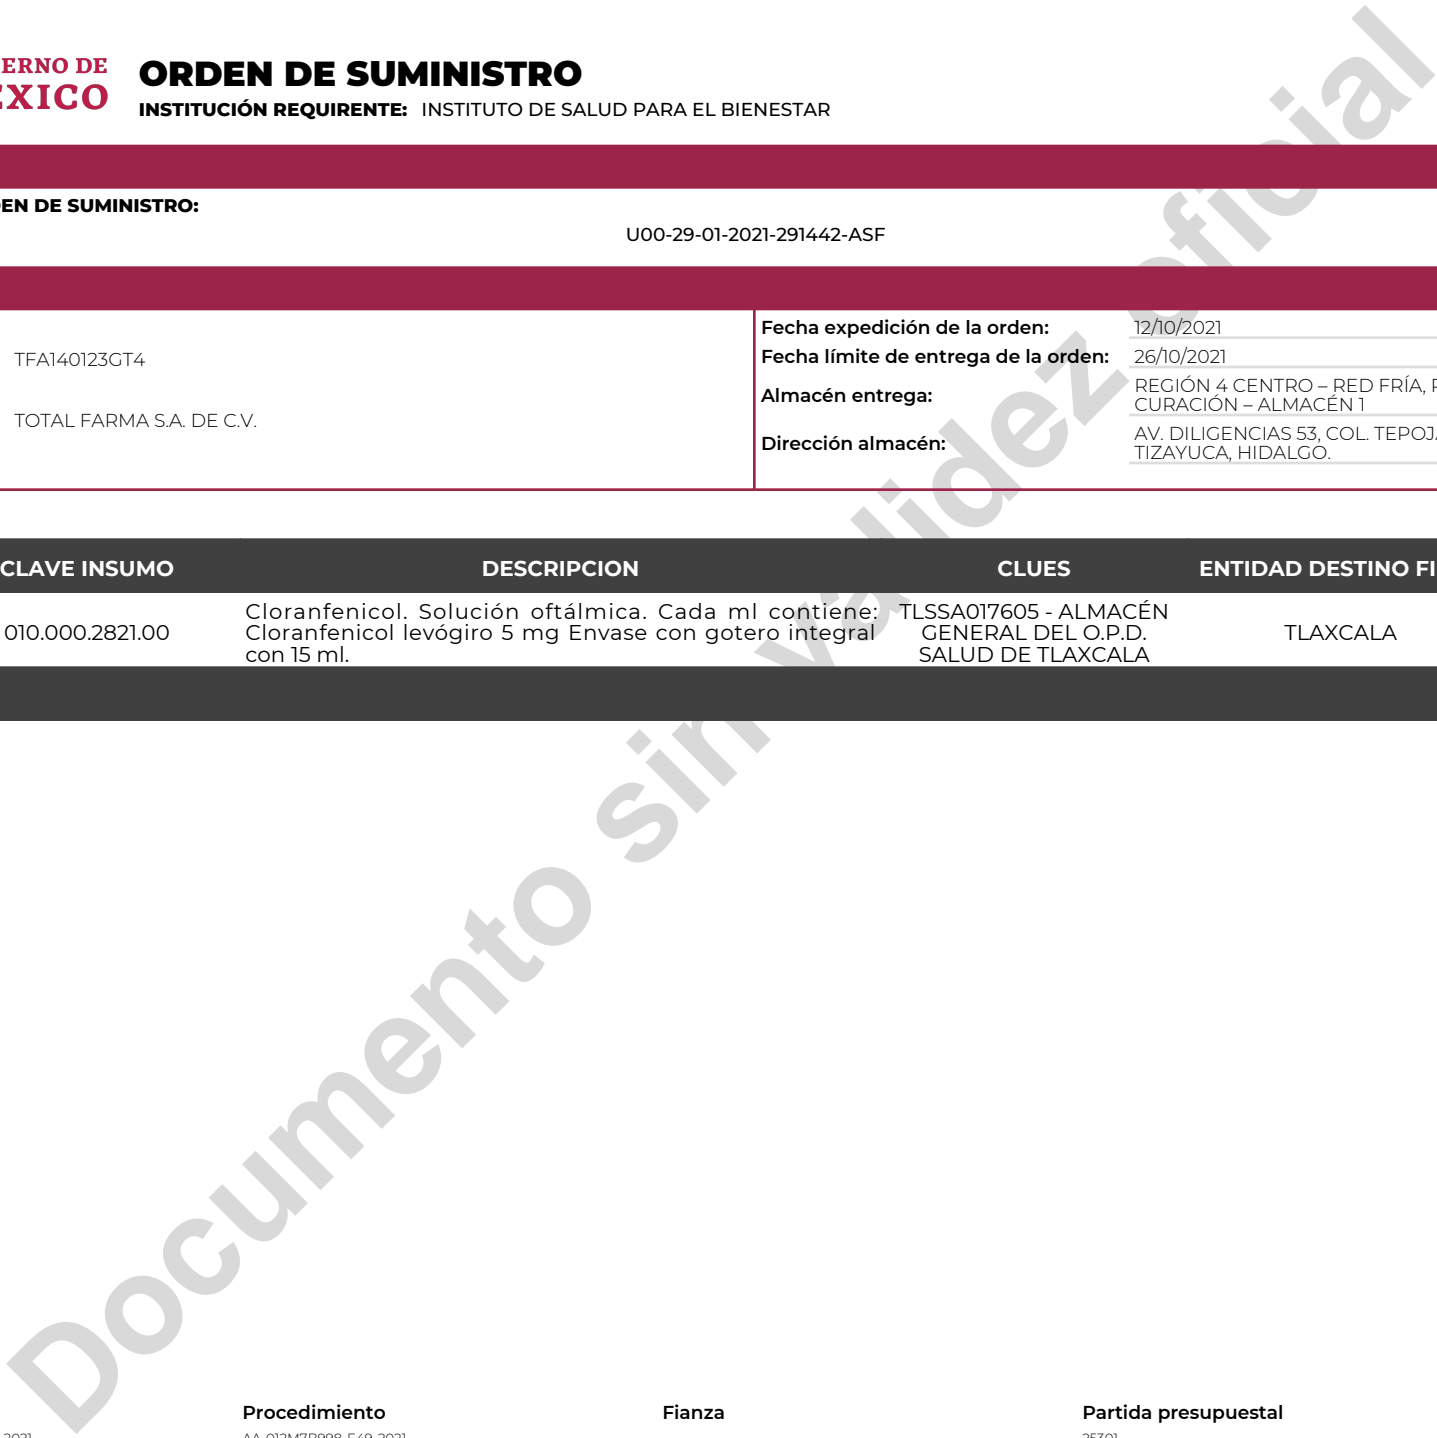 ERNO DE
ORDEN DE SUMINISTRO
EXICO
INSTITUCIÓN REQUIRENTE: INSTITUTO DE SALUD PARA EL BIENESTAR
EN DE SUMINISTRO:
U00-29-01-2021-291442-ASF
TFA140123GT4
TOTAL FARMA S.A. DE C.V.
Fecha expedición de la orden: 12/10/2021
Fecha límite de entrega de la orden: 26/10/2021
Almacén entrega:
REGIÓN 4 CENTRO – RED FRÍA,
CURACIÓN – ALMACÉN 1
Dirección almacén:
AV. DILIGENCIAS 53, COL. TEPOJ
TIZAYUCA, HIDALGO.
CLAVE INSUMO DESCRIPCION CLUES ENTIDAD DESTINO FI
010.000.2821.00
Cloranfenicol. Solución oftálmica. Cada ml contiene:
Cloranfenicol levógiro 5 mg Envase con gotero integral
con 15 ml.
TLSSA017605 - ALMACÉN
GENERAL DEL O.P.D.
SALUD DE TLAXCALA
TLAXCALA
Documento sin validez oficial
Procedimiento Fianza Partida presupuestal